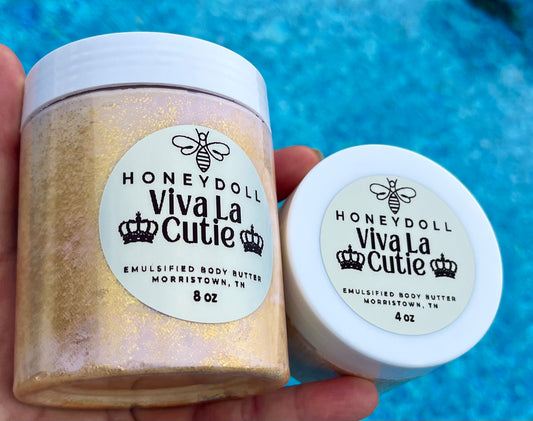 HONEYDOLL
Viva La
Cutie
EMULSIFIED BODY BUTTER
MORRISTOWN, TN
8 oz
HONEYDOLL
Viva La
Cutie
EMULSIFIED BODY BUTTER
MORRISTOWN, TN
4 oz